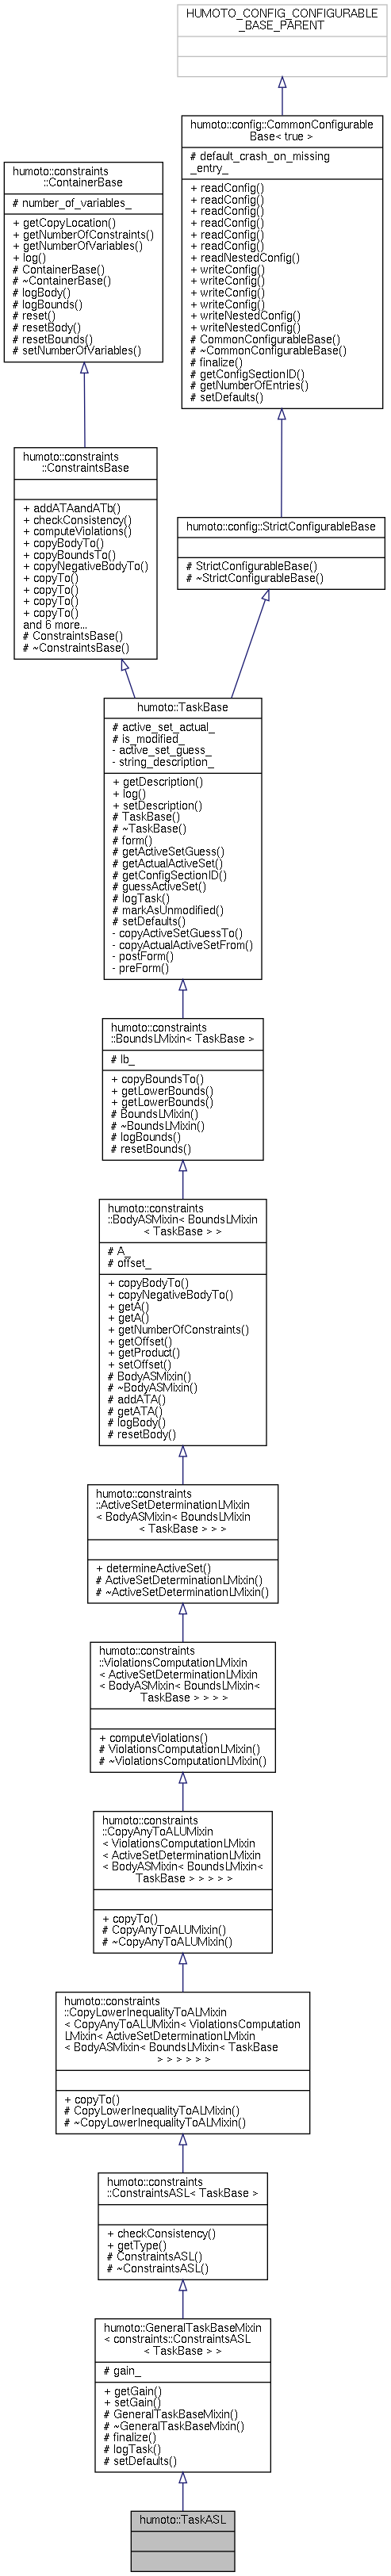 HUMOTO_CONFIG_CONFIGURABLE
_BASE_PARENT
humoto::config::CommonConfigurable
Base< true >
# default_crash_on_missing
_entry_
+ readConfig()
+ readConfig()
+ readConfig()
+ readConfig()
+ readConfig()
+ readConfig()
+ readNestedConfig()
+ writeConfig()
+ writeConfig()
+ writeConfig()
+ writeConfig()
+ writeNestedConfig()
+ writeNestedConfig()
# CommonConfigurableBase()
# ~CommonConfigurableBase()
# finalize()
# getConfigSectionID()
# getNumberOfEntries()
# setDefaults()
humoto::constraints
::ContainerBase
# number_of_variables_
+ getCopyLocation()
+ getNumberOfConstraints()
+ getNumberOfVariables()
+ log()
# ContainerBase()
# ~ContainerBase()
# logBody()
# logBounds()
# reset()
# resetBody()
# resetBounds()
# setNumberOfVariables()
humoto::constraints
::ConstraintsBase
+ addATAandATb()
+ checkConsistency()
+ computeViolations()
+ copyBodyTo()
+ copyBoundsTo()
+ copyNegativeBodyTo()
+ copyTo()
+ copyTo()
+ copyTo()
+ copyTo()
and 6 more...
# ConstraintsBase()
# ~ConstraintsBase()
humoto::config::StrictConfigurableBase
# StrictConfigurableBase()
# ~StrictConfigurableBase()
humoto::TaskBase
# active_set_actual_
# is_modified_
- active_set_guess_
- string_description_
+ getDescription()
+ log()
+ setDescription()
# TaskBase()
# ~TaskBase()
# form()
# getActiveSetGuess()
# getActualActiveSet()
# getConfigSectionID()
# guessActiveSet()
# logTask()
# markAsUnmodified()
# setDefaults()
- copyActiveSetGuessTo()
- copyActualActiveSetFrom()
- postForm()
- preForm()
humoto::constraints
::BoundsLMixin< TaskBase >
# lb_
+ copyBoundsTo()
+ getLowerBounds()
+ getLowerBounds()
# BoundsLMixin()
# ~BoundsLMixin()
# logBounds()
# resetBounds()
humoto::constraints
::BodyASMixin< BoundsLMixin
< TaskBase > >
# A_
# offset_
+ copyBodyTo()
+ copyNegativeBodyTo()
+ getA()
+ getA()
+ getNumberOfConstraints()
+ getOffset()
+ getProduct()
+ setOffset()
# BodyASMixin()
# ~BodyASMixin()
# addATA()
# getATA()
# logBody()
# resetBody()
humoto::constraints
::ActiveSetDeterminationLMixin
< BodyASMixin< BoundsLMixin
< TaskBase > > >
+ determineActiveSet()
# ActiveSetDeterminationLMixin()
# ~ActiveSetDeterminationLMixin()
humoto::constraints
::ViolationsComputationLMixin
< ActiveSetDeterminationLMixin
< BodyASMixin< BoundsLMixin<
TaskBase > > > >
+ computeViolations()
# ViolationsComputationLMixin()
# ~ViolationsComputationLMixin()
humoto::constraints
::CopyAnyToALUMixin
< ViolationsComputationLMixin
< ActiveSetDeterminationLMixin
< BodyASMixin< BoundsLMixin<
TaskBase > > > > >
+ copyTo()
# CopyAnyToALUMixin()
# ~CopyAnyToALUMixin()
humoto::constraints
::CopyLowerInequalityToALMixin
< CopyAnyToALUMixin< ViolationsComputation
LMixin< ActiveSetDeterminationLMixin
< BodyASMixin< BoundsLMixin< TaskBase
> > > > > >
+ copyTo()
# CopyLowerInequalityToALMixin()
# ~CopyLowerInequalityToALMixin()
humoto::constraints
::ConstraintsASL< TaskBase >
+ checkConsistency()
+ getType()
# ConstraintsASL()
# ~ConstraintsASL()
humoto::GeneralTaskBaseMixin
< constraints::ConstraintsASL
< TaskBase > >
# gain_
+ getGain()
+ setGain()
# GeneralTaskBaseMixin()
# ~GeneralTaskBaseMixin()
# finalize()
# logTask()
# setDefaults()
humoto::TaskASL